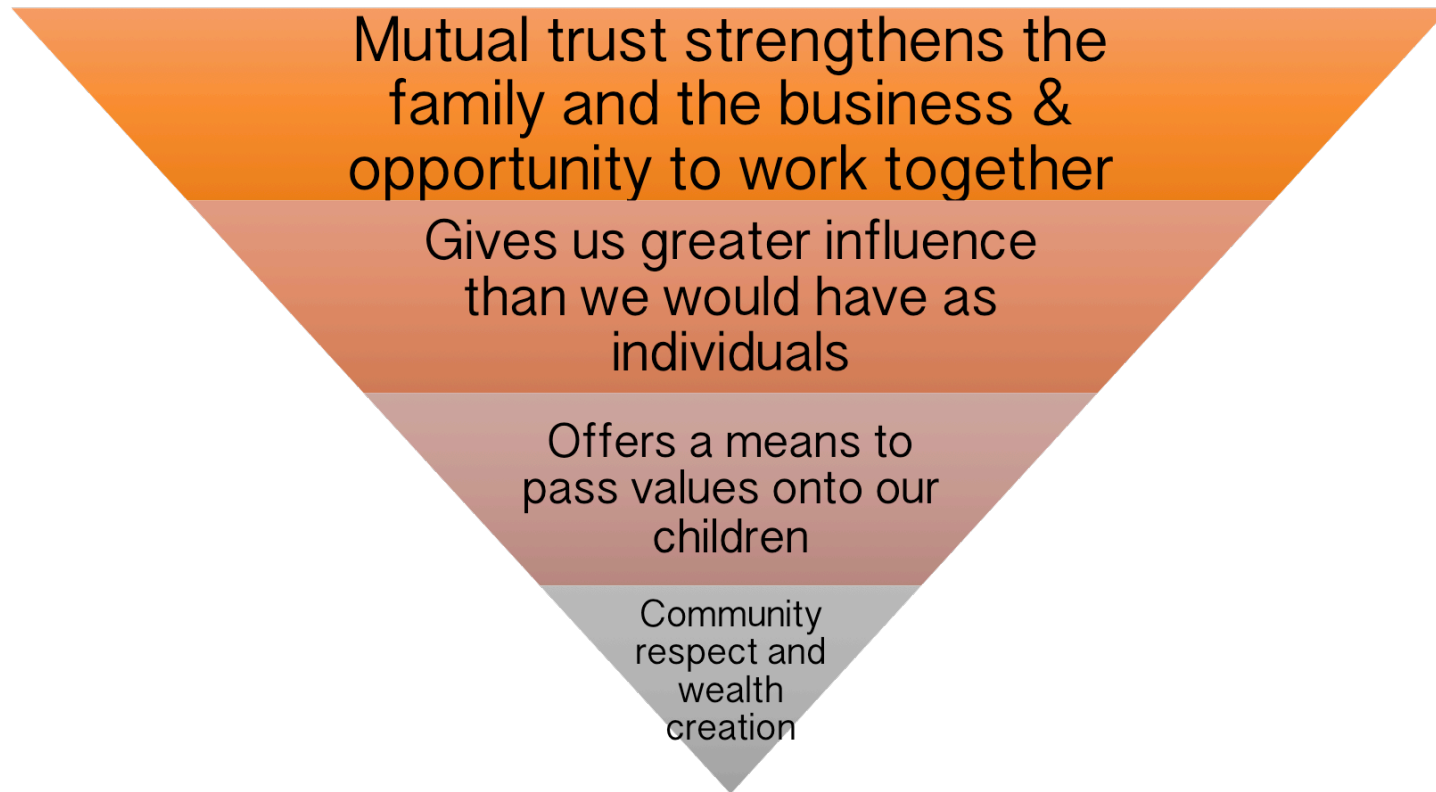 Mutual trust strengthens the
family and the business &
opportunity to work together
Gives us greater influence
than we would have as
individuals
Offers a means to
pass values onto our
children
Community
respect and
wealth
creation